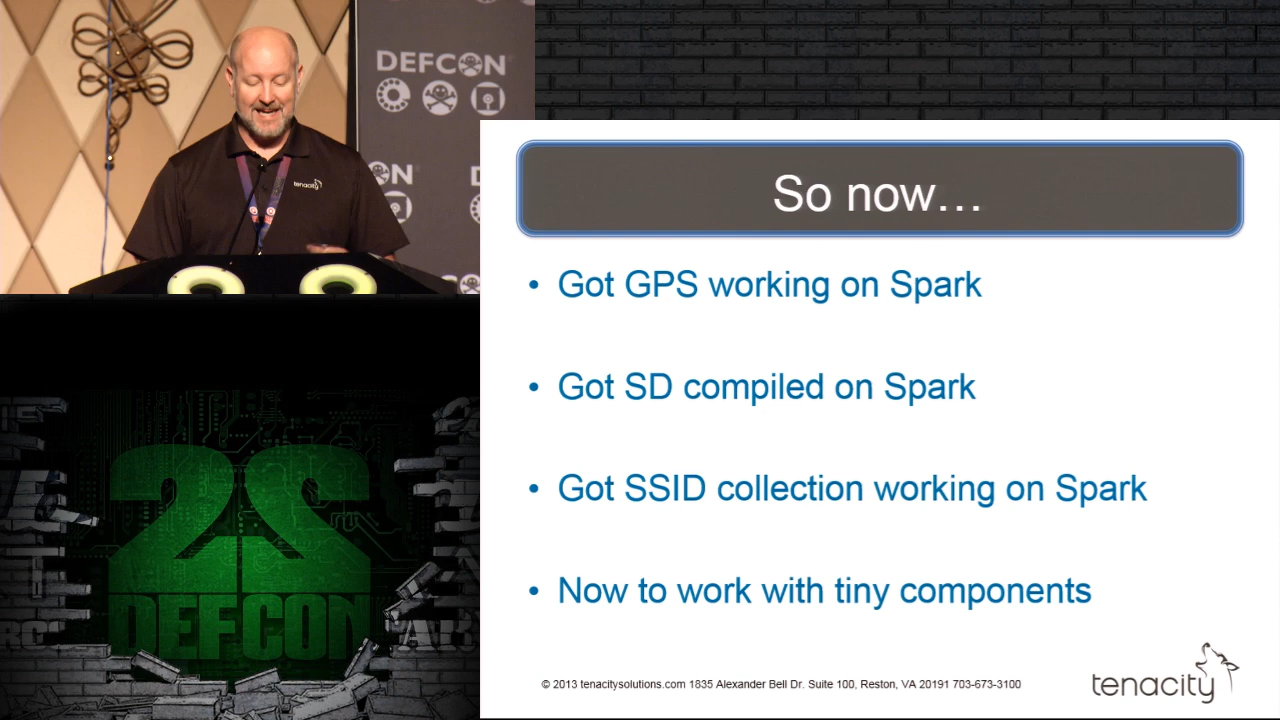 DEFCON
tenacity
So now…
• Got GPS working on Spark
• Got SD compiled on Spark
• Got SSID collection working on Spark
• Now to work with tiny components
© 2013 tenacitysolutions.com 1835 Alexander Bell Dr. Suite 100, Reston, VA 20191 703-673-3100
tenacity
22
DEFCON